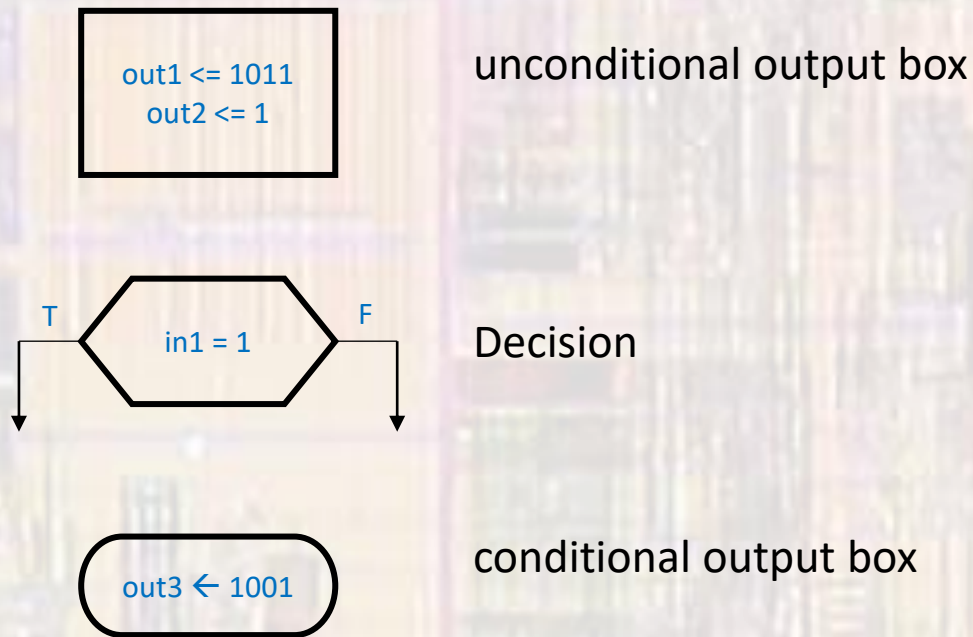 out1 <= 1011
out2 <= 1
unconditional output box
T
F
in1 = 1
Decision
out3 ← 1001
conditional output box